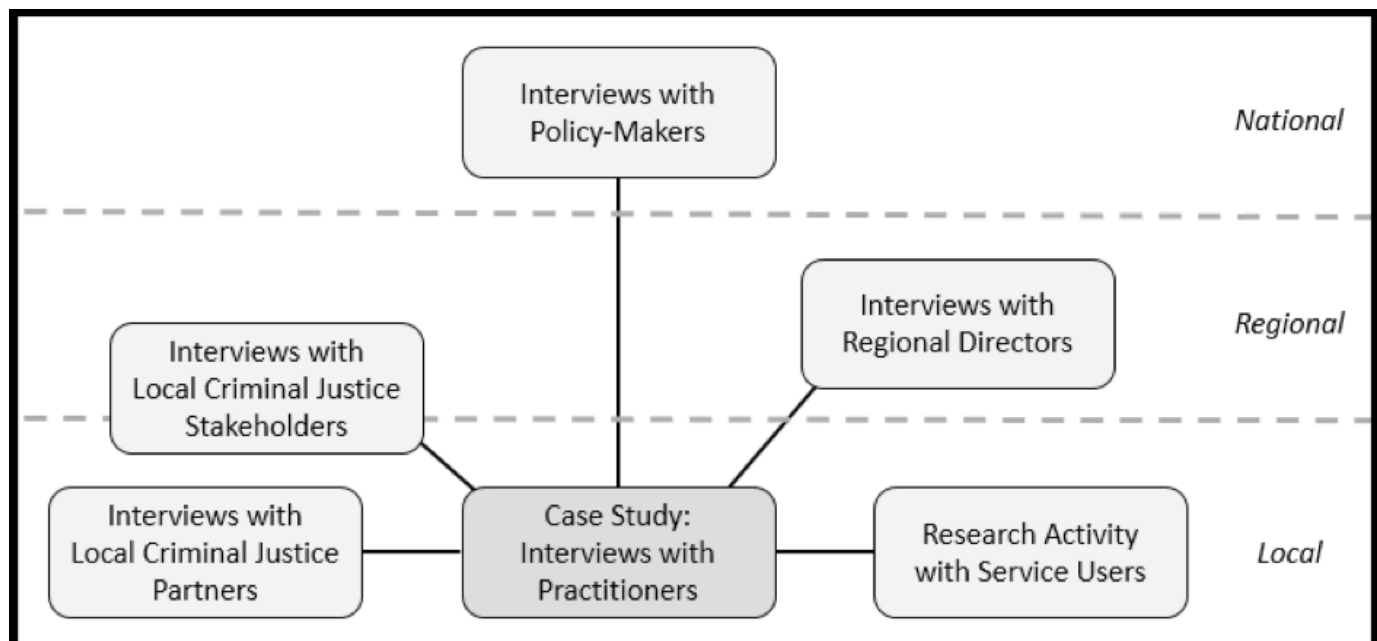 Interviews with
Policy-Makers
National
Interviews with
Regional Directors
Regional
Interviews with
Local Criminal Justice
Stakeholders
Interviews with
Local Criminal Justice
Partners
Case Study:
Interviews with
Practitioners
Research Activity
with Service Users
Local